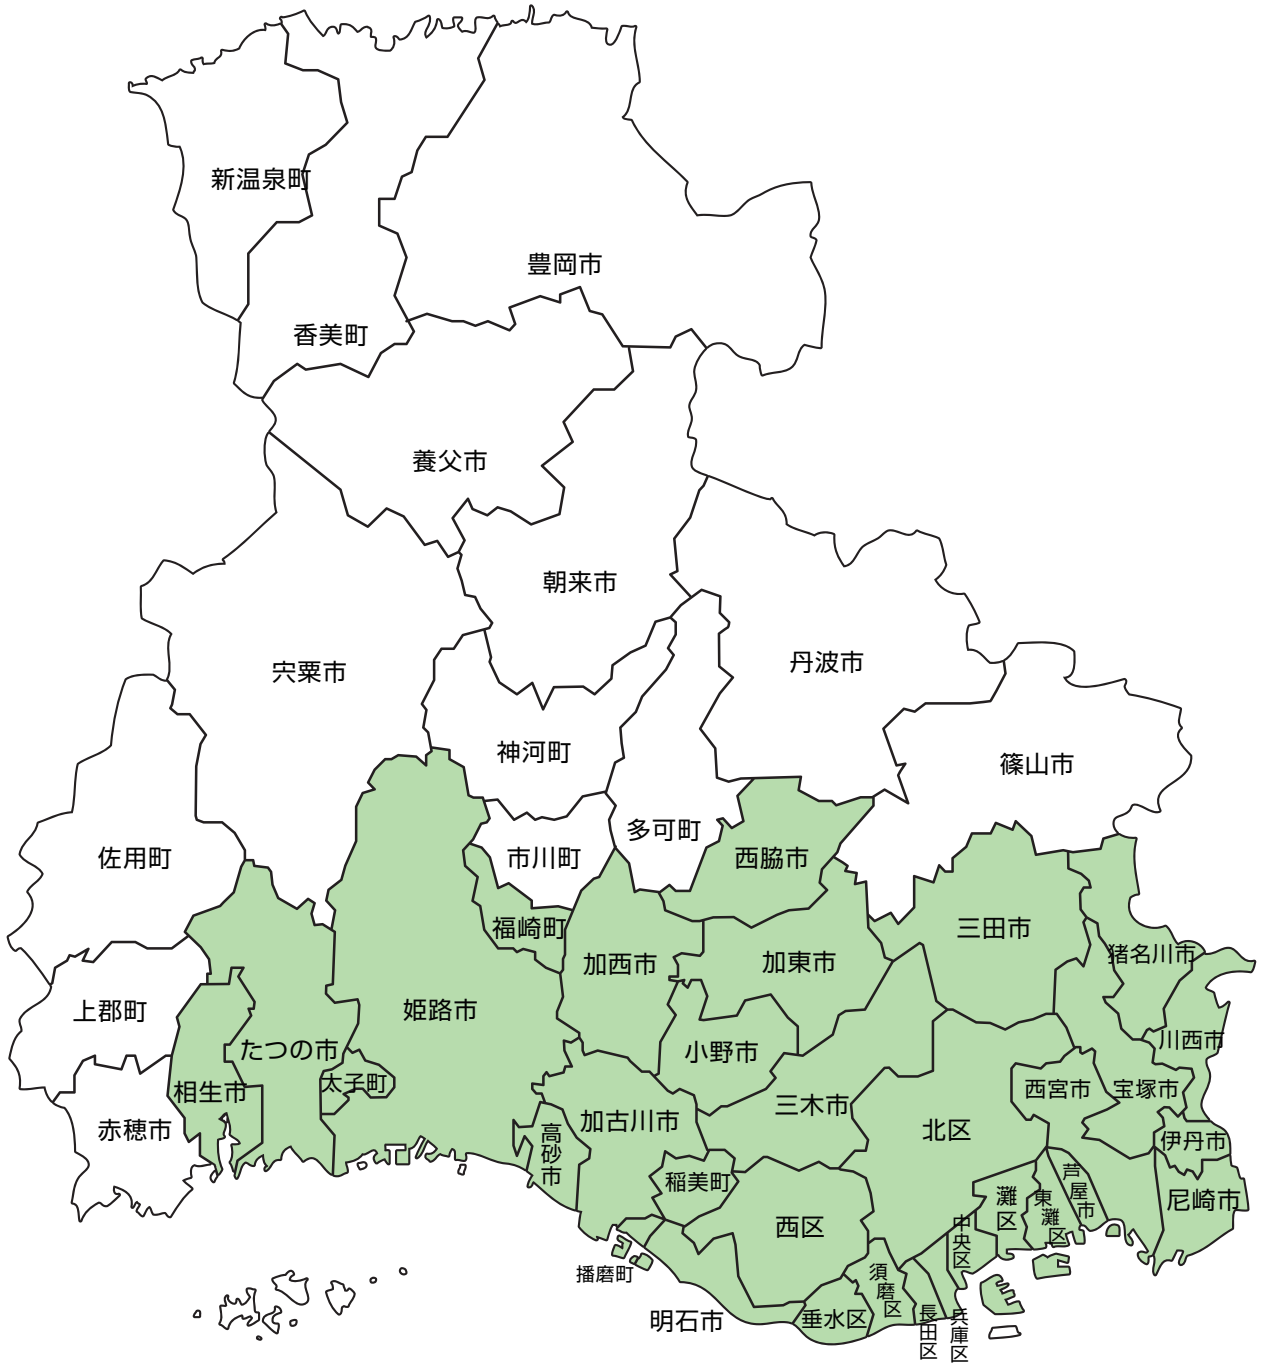 新温泉町
豊岡市
香美町
養父市
朝来市
宍粟市
丹波市
神河町
篠山市
多可町
佐用町
市川町
西脇市
福崎町
三田市
加西市
加東市
猪名川市
上郡町
姫路市
たつの市
小野市
川西市
太子町
相生市
西宮市
宝塚市
三木市
赤穂市
加古川市
北区
高砂市
伊丹市
稲美町
芦屋市
尼崎市
灘区
東灘区
西区
中央区
播磨町
須磨区
明石市
垂水区
長田区
兵庫区